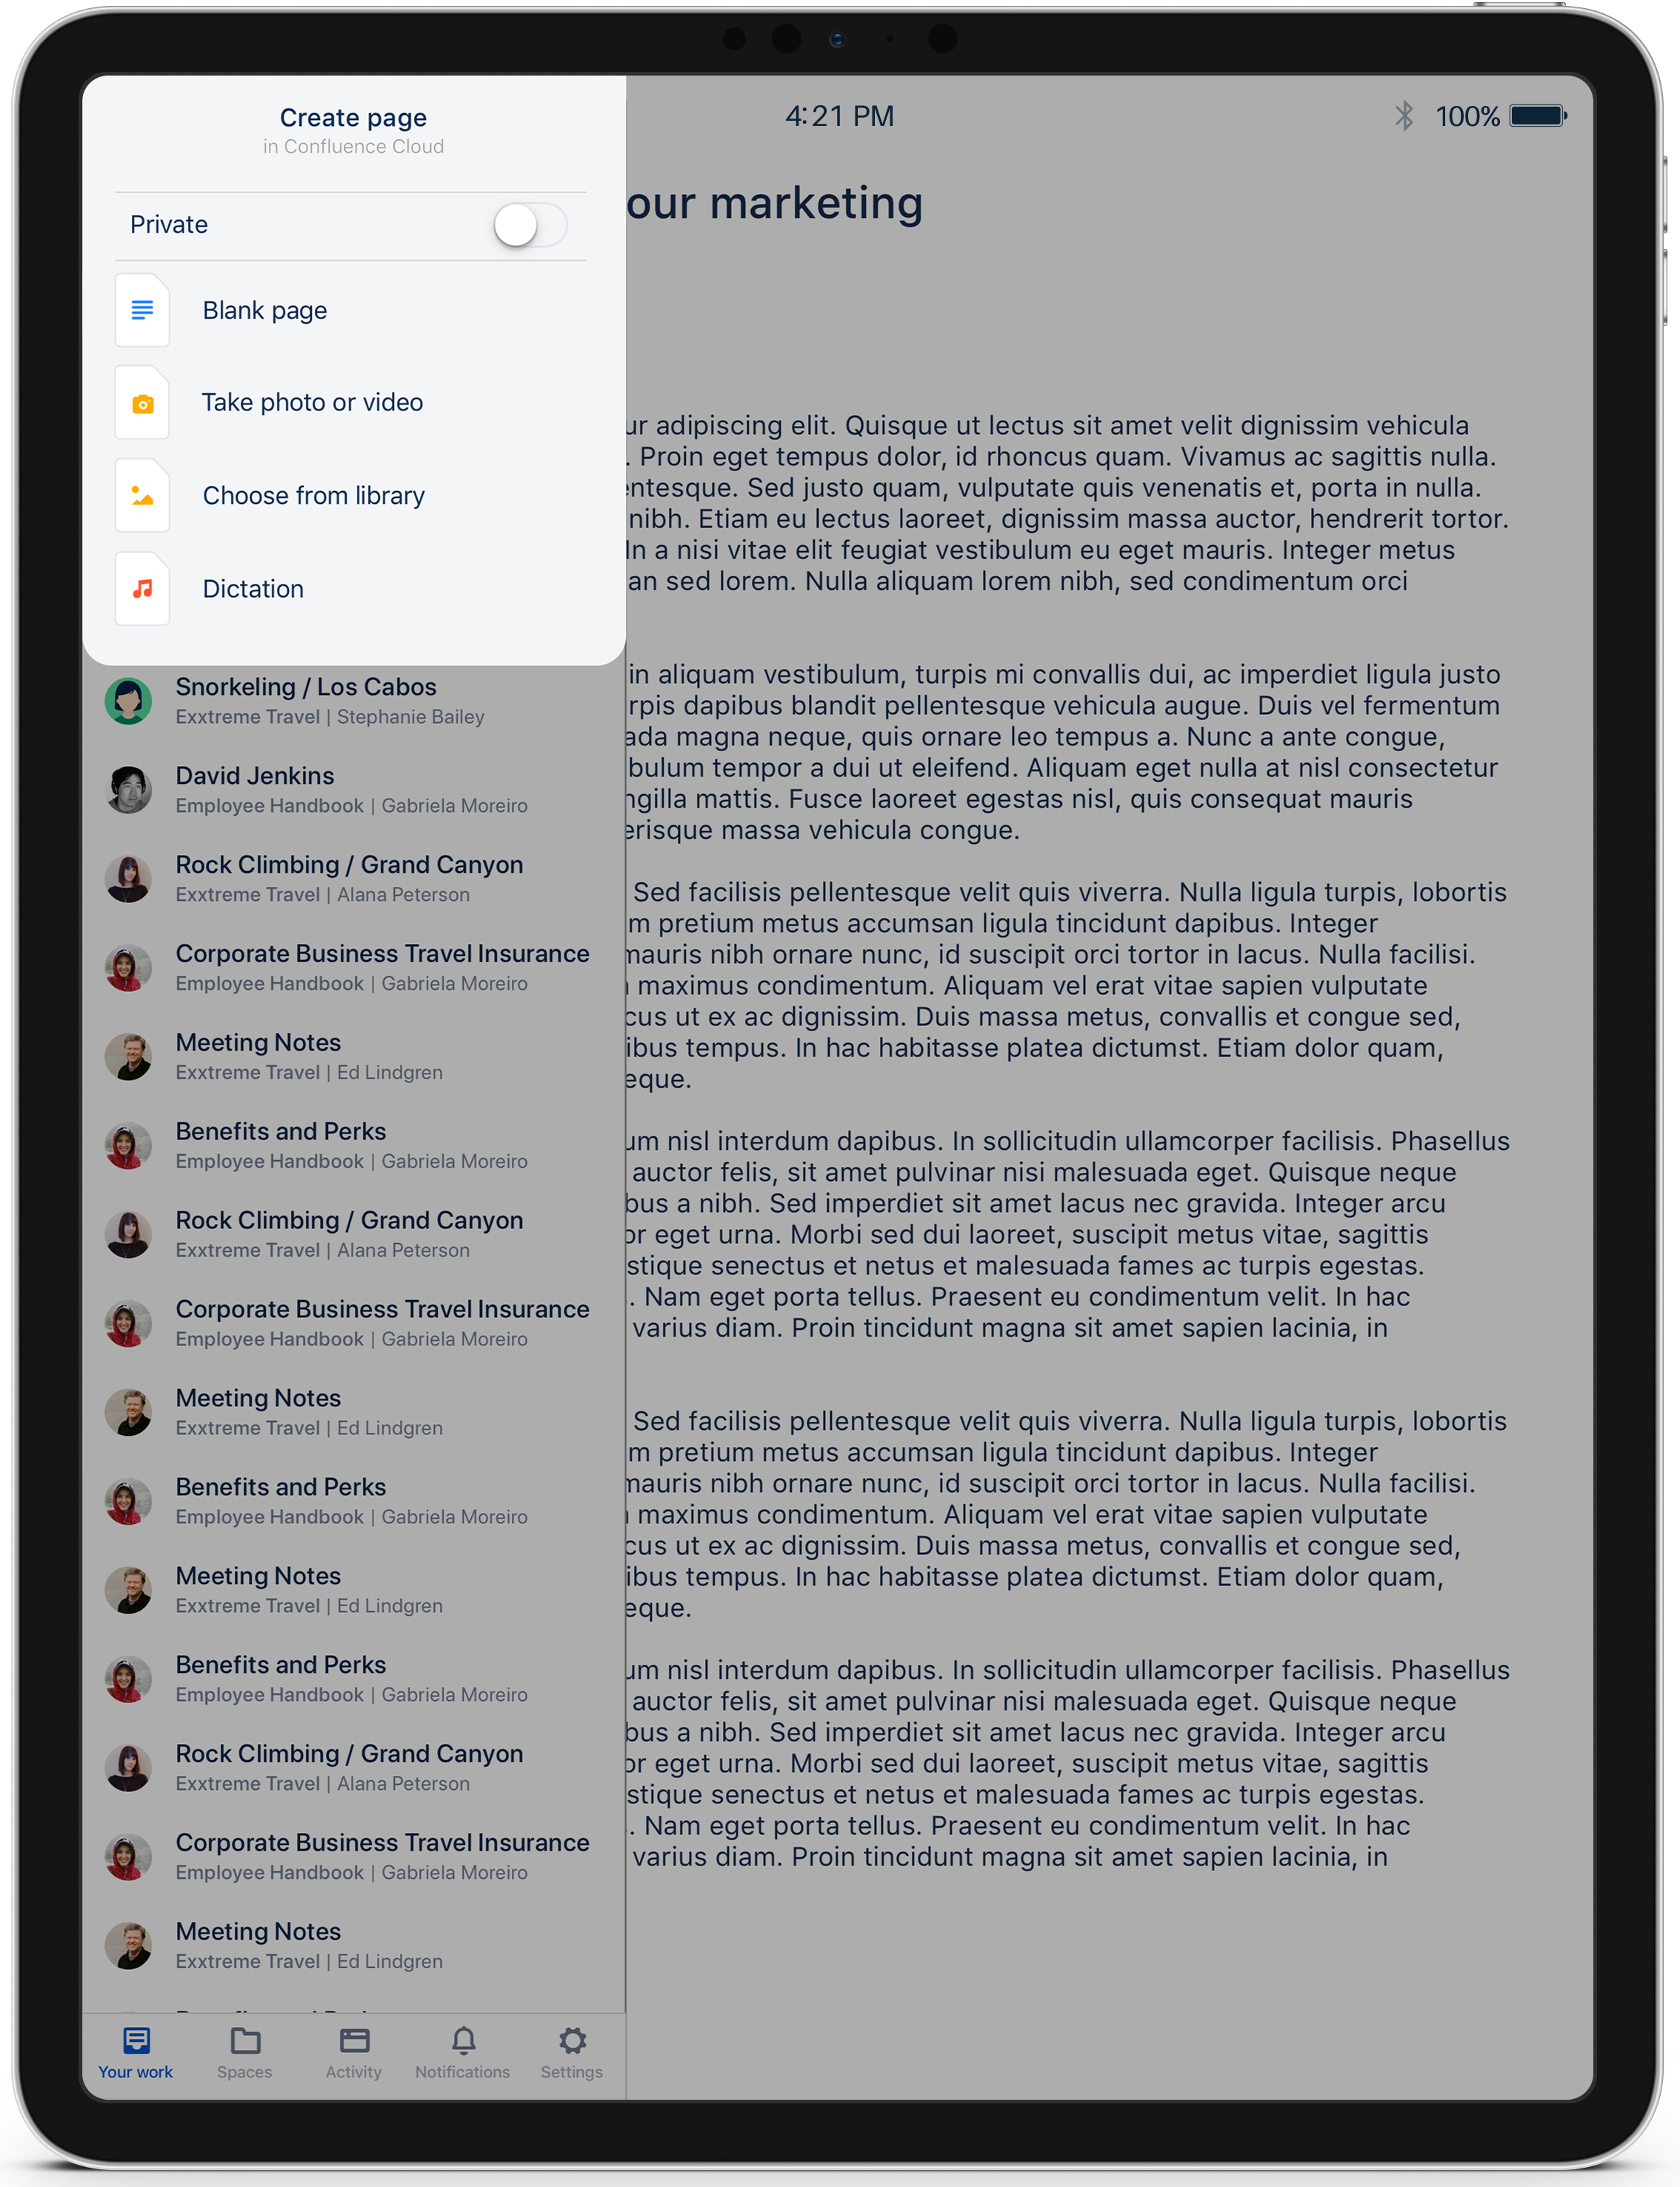 Create page
in Confluence Cloud
Private
Blank page
Take photo or video
Choose from library
Dictation
Snorkeling / Los Cabos
Exxtreme Travel | Stephanie Bailey
David Jenkins
Employee Handbook | Gabriela Moreiro
Rock Climbing / Grand Canyon
Exxtreme Travel | Alana Peterson
Corporate Business Travel Insurance
Employee Handbook | Gabriela Moreiro
Meeting Notes
Exxtreme Travel | Ed Lindgren
Benefits and Perks
Employee Handbook | Gabriela Moreiro
Rock Climbing / Grand Canyon
Exxtreme Travel | Alana Peterson
Corporate Business Travel Insurance
Employee Handbook | Gabriela Moreiro
Meeting Notes
Exxtreme Travel | Ed Lindgren
Benefits and Perks
Employee Handbook | Gabriela Moreiro
Meeting Notes
Exxtreme Travel | Ed Lindgren
Benefits and Perks
Employee Handbook | Gabriela Moreiro
Rock Climbing / Grand Canyon
Exxtreme Travel | Alana Peterson
Corporate Business Travel Insurance
Employee Handbook | Gabriela Moreiro
Meeting Notes
Exxtreme Travel | Ed Lindgren
Your work
Spaces
Activity
Notifications
Settings
4:21 PM
100%
our marketing
ur adipiscing elit. Quisque ut lectus sit amet velit dignissim vehicula
. Proin eget tempus dolor, id rhoncus quam. Vivamus ac sagittis nulla.
entesque. Sed justo quam, vulputate quis venenatis et, porta in nulla.
nibh. Etiam eu lectus laoreet, dignissim massa auctor, hendrerit tortor.
In a nisi vitae elit feugiat vestibulum eu eget mauris. Integer metus
an sed lorem. Nulla aliquam lorem nibh, sed condimentum orci
in aliquam vestibulum, turpis mi convallis dui, ac imperdiet ligula justo
rpis dapibus blandit pellentesque vehicula augue. Duis vel fermentum
ada magna neque, quis ornare leo tempus a. Nunc a ante congue,
bulum tempor a dui ut eleifend. Aliquam eget nulla at nisl consectetur
ngilla mattis. Fusce laoreet egestas nisl, quis consequat mauris
erisque massa vehicula congue.
Sed facilisis pellentesque velit quis viverra. Nulla ligula turpis, lobortis
m pretium metus accumsan ligula tincidunt dapibus. Integer
mauris nibh ornare nunc, id suscipit orci tortor in lacus. Nulla facilisi.
maximus condimentum. Aliquam vel erat vitae sapien vulputate
cus ut ex ac dignissim. Duis massa metus, convallis et congue sed,
ibus tempus. In hac habitasse platea dictumst. Etiam dolor quam,
eque.
um nisl interdum dapibus. In sollicitudin ullamcorper facilisis. Phasellus
auctor felis, sit amet pulvinar nisi malesuada eget. Quisque neque
bus a nibh. Sed imperdiet sit amet lacus nec gravida. Integer arcu
or eget urna. Morbi sed dui laoreet, suscipit metus vitae, sagittis
stique senectus et netus et malesuada fames ac turpis egestas.
. Nam eget porta tellus. Praesent eu condimentum velit. In hac
varius diam. Proin tincidunt magna sit amet sapien lacinia, in
Sed facilisis pellentesque velit quis viverra. Nulla ligula turpis, lobortis
m pretium metus accumsan ligula tincidunt dapibus. Integer
mauris nibh ornare nunc, id suscipit orci tortor in lacus. Nulla facilisi.
maximus condimentum. Aliquam vel erat vitae sapien vulputate
cus ut ex ac dignissim. Duis massa metus, convallis et congue sed,
ibus tempus. In hac habitasse platea dictumst. Etiam dolor quam,
eque.
um nisl interdum dapibus. In sollicitudin ullamcorper facilisis. Phasellus
auctor felis, sit amet pulvinar nisi malesuada eget. Quisque neque
bus a nibh. Sed imperdiet sit amet lacus nec gravida. Integer arcu
or eget urna. Morbi sed dui laoreet, suscipit metus vitae, sagittis
stique senectus et netus et malesuada fames ac turpis egestas.
. Nam eget porta tellus. Praesent eu condimentum velit. In hac
varius diam. Proin tincidunt magna sit amet sapien lacinia, in